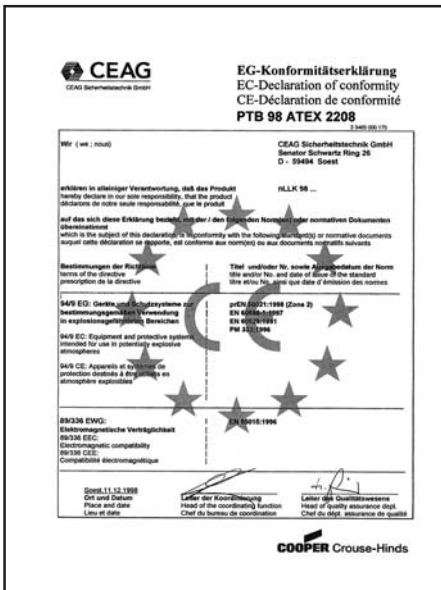 CEAG
CEAG Sicherheitstechnik GmbH
EG-Konformitätserklärung
EC-Declaration of conformity
CE-Déclaration de conformité
PTB 98 ATEX 2208
Wir ( we ; nous)
CEAG Sicherheitstechnik GmbH
Senator Schwartz Ring 26
D - 59494 Soest
erklären in alleiniger Verantwortung, daß das Produkt
hereby declare in our sole responsibility, that the product
déclarons de notre seule responsabilité, que le produit
nLLK 98 ...
auf das sich diese Erklärung bezieht, mit der / den folgenden Norm(en) oder normativen Dokumenten
übereinstimmt
which is the subject of this declaration, is in conformity with the following standard(s) or normative documents
auquel cette déclaration se rapporte, est conforme aux norm(es) ou aux documents normatifs suivants
Bestimmungen der Richtlinie
terms of the directive
prescription de la directive
Titel und/oder Nr. sowie Ausgabedatum der Norm
title and/or No. and date of issue of the standard
titre et/ou No. ainsi que date d'émission des normes
94/9 EG: Geräte und Schutzsysteme zur
bestimmungsgemäßen Verwendung
in explosionsgefährdeten Bereichen
94/9 EC: Equipment and protective systems
intended for use in potentially explosive
atmospheres
94/9 CE: Appareils et systèmes de
protection destinés à être utilisés en
atmosphère explosibles
prEN 50021:1998 (Zone 2)
EN 60598-1:1997
EN 60529:1991
89/336 EWG:
Elektromagnetische Verträglichkeit
89/336 EEC:
Electromagnetic compatibility
89/336 CEE:
Compatibilité électromagnétique
EN 55015:1996
Soest,11.12.1998
Ort und Datum
Place and date
Lieu et date
Leiter der Koordinierung
Head of the coordinating function
Chef du bureau de coordination
Leiter des Qualitätswesens
Head of quality assurance dept.
Chef du dépt. assurance de qualité
COOPER Crouse-Hinds